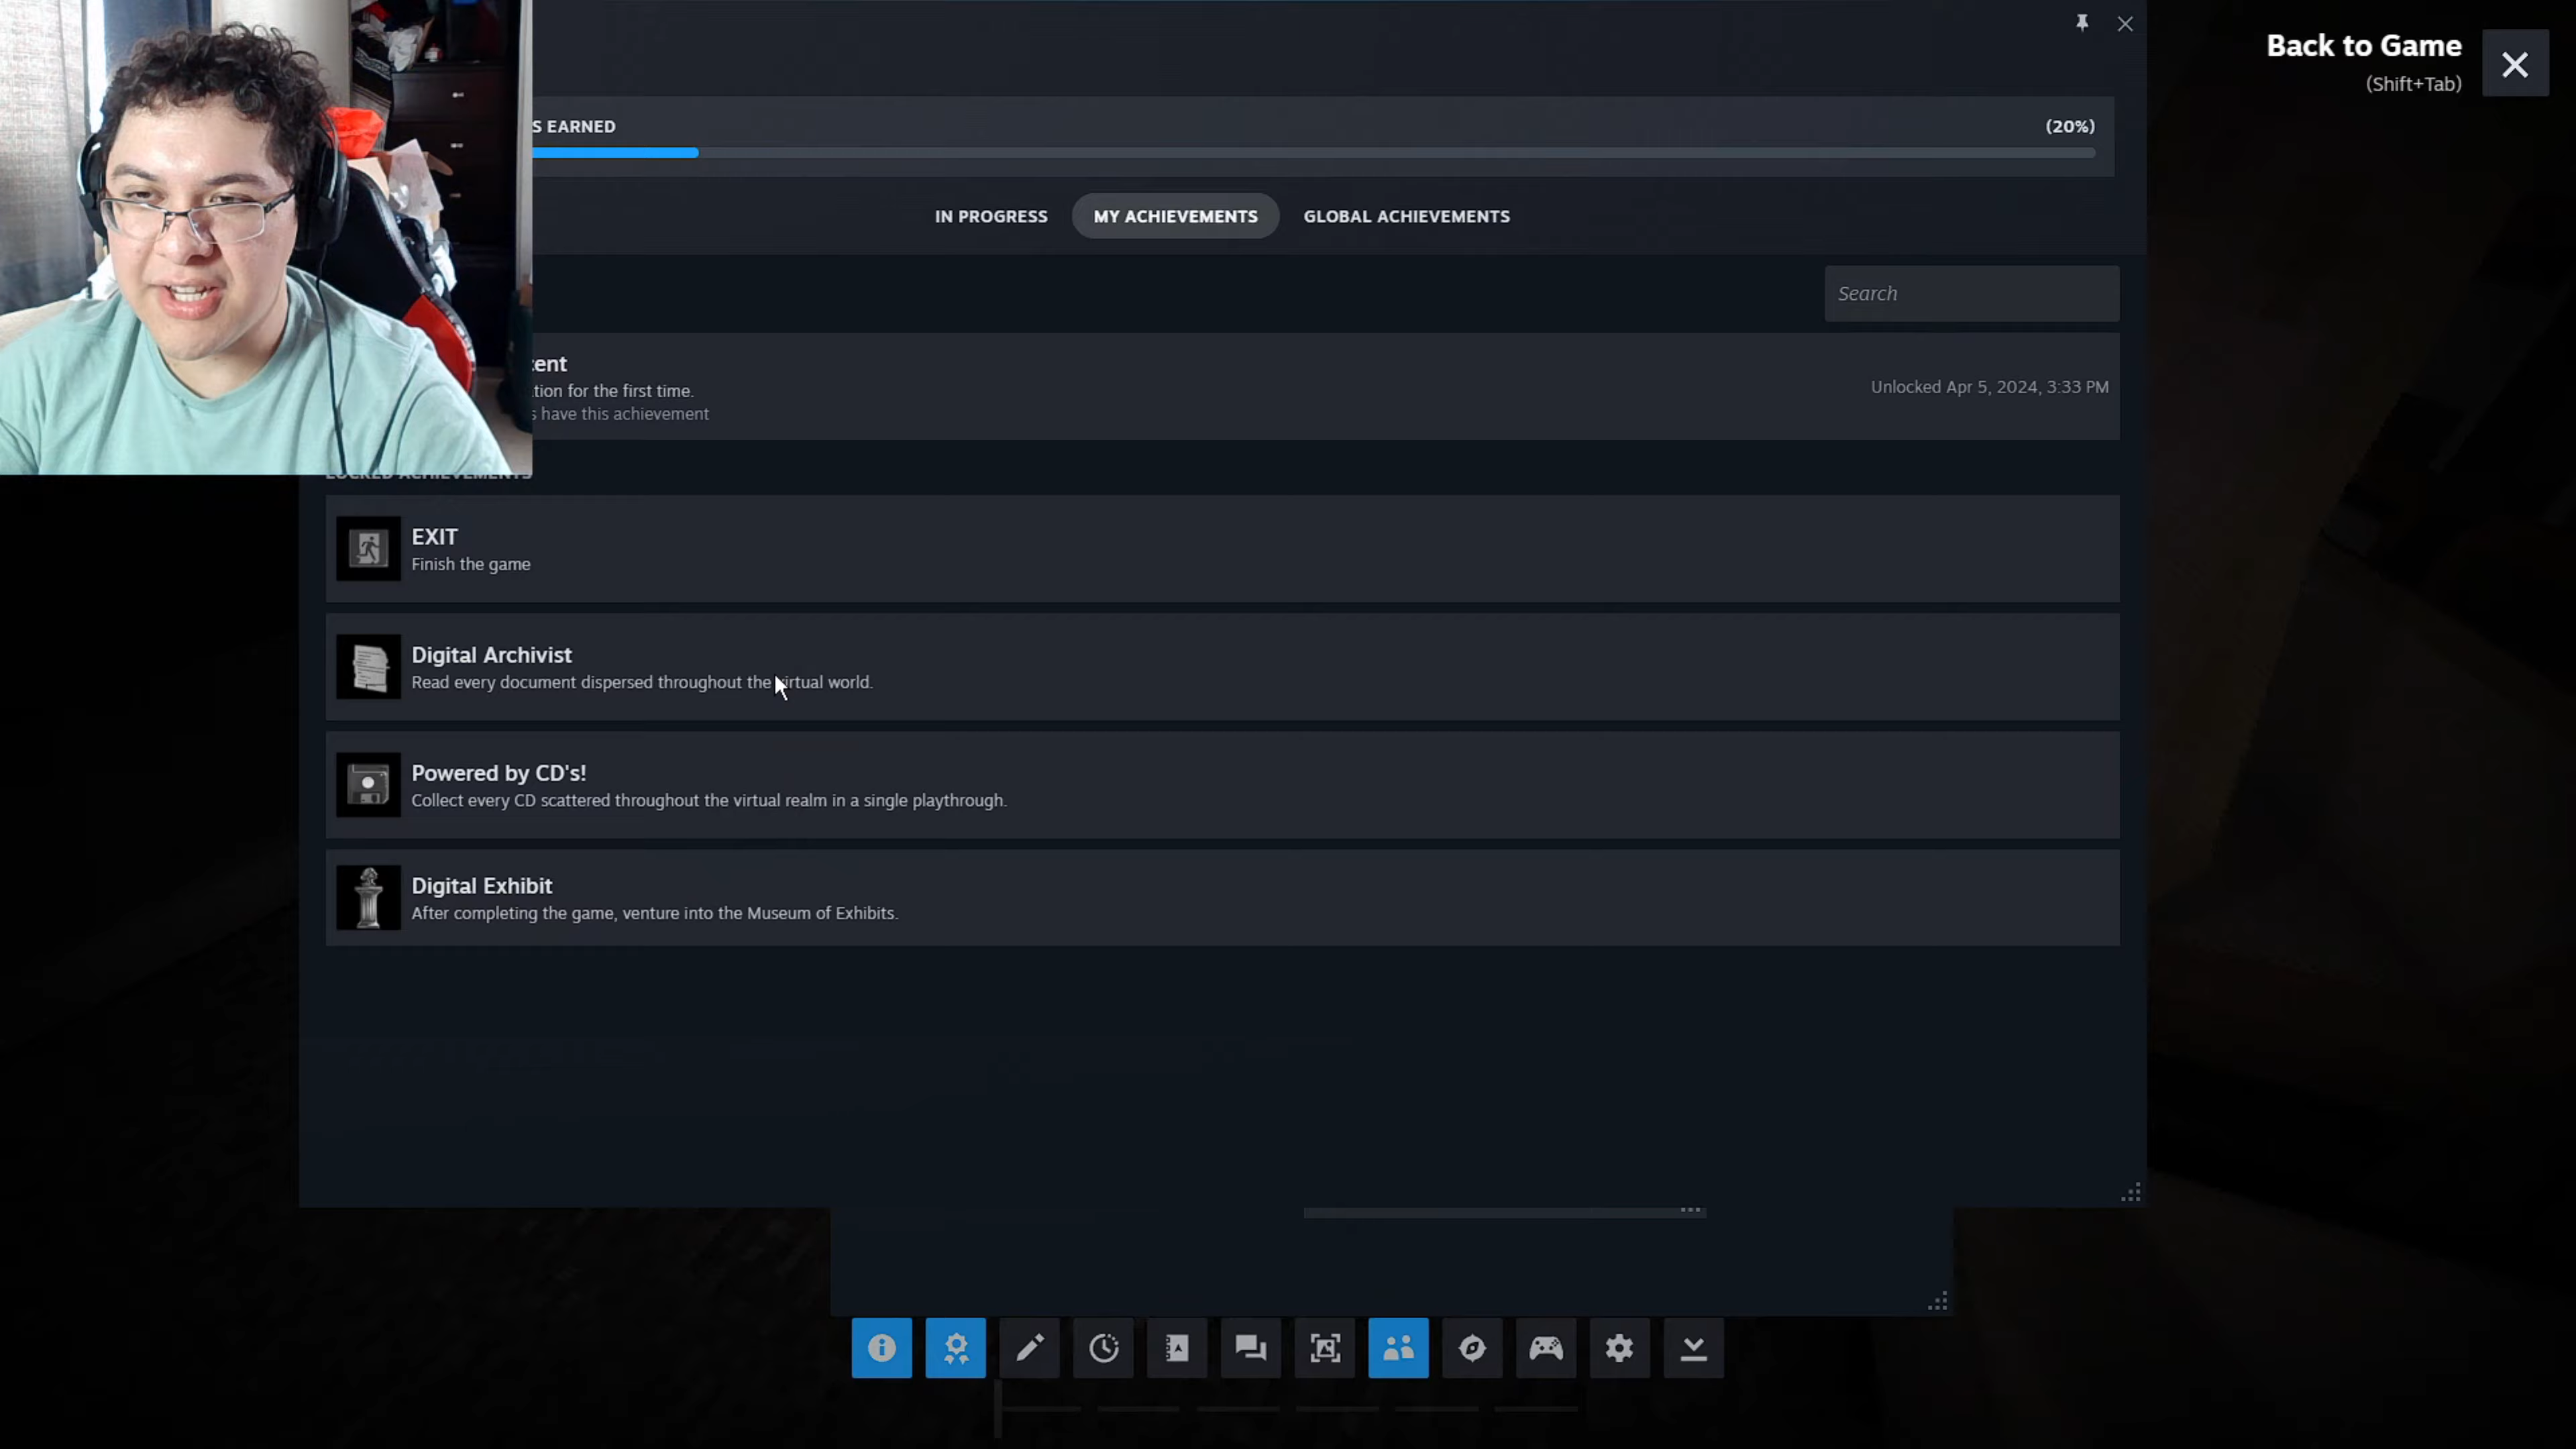 Back to Game
(Shift+Tab)
S EARNED
(20%)
IN PROGRESS
MY ACHIEVEMENTS
GLOBAL ACHIEVEMENTS
Search
cent
tion for the first time.
s have this achievement
Unlocked Apr 5, 2024, 3:33 PM
LOCKED ACHIEVEMENTS
EXIT
Finish the game
Digital Archivist
Read every document dispersed throughout the virtual world.
Powered by CD's!
Collect every CD scattered throughout the virtual realm in a single playthrough.
Digital Exhibit
After completing the game, venture into the Museum of Exhibits.